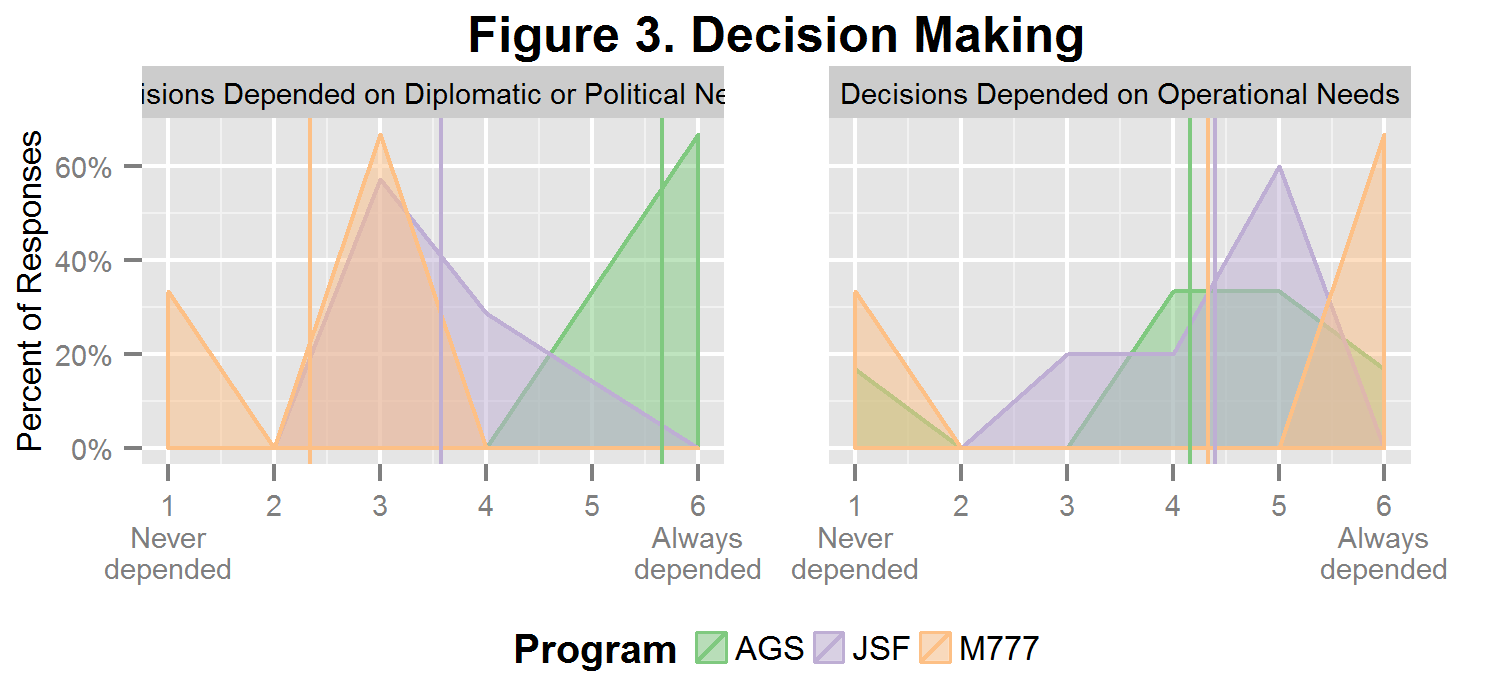 Figure 3. Decision Making
isions Depended on Diplomatic or Political Ne
Decisions Depended on Operational Needs
Percent of Responses
60%
40%
20%
0%
1 2 3 4 5 6
Never depended
Always depended
1 2 3 4 5 6
Never depended
Always depended
Program AGS JSF M777